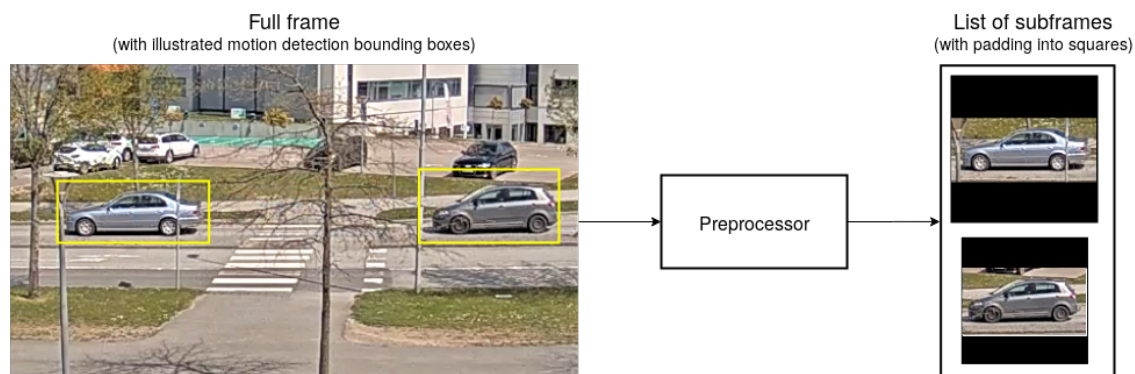 Full frame
(with illustrated motion detection bounding boxes)
List of subframes
(with padding into squares)
Preprocessor